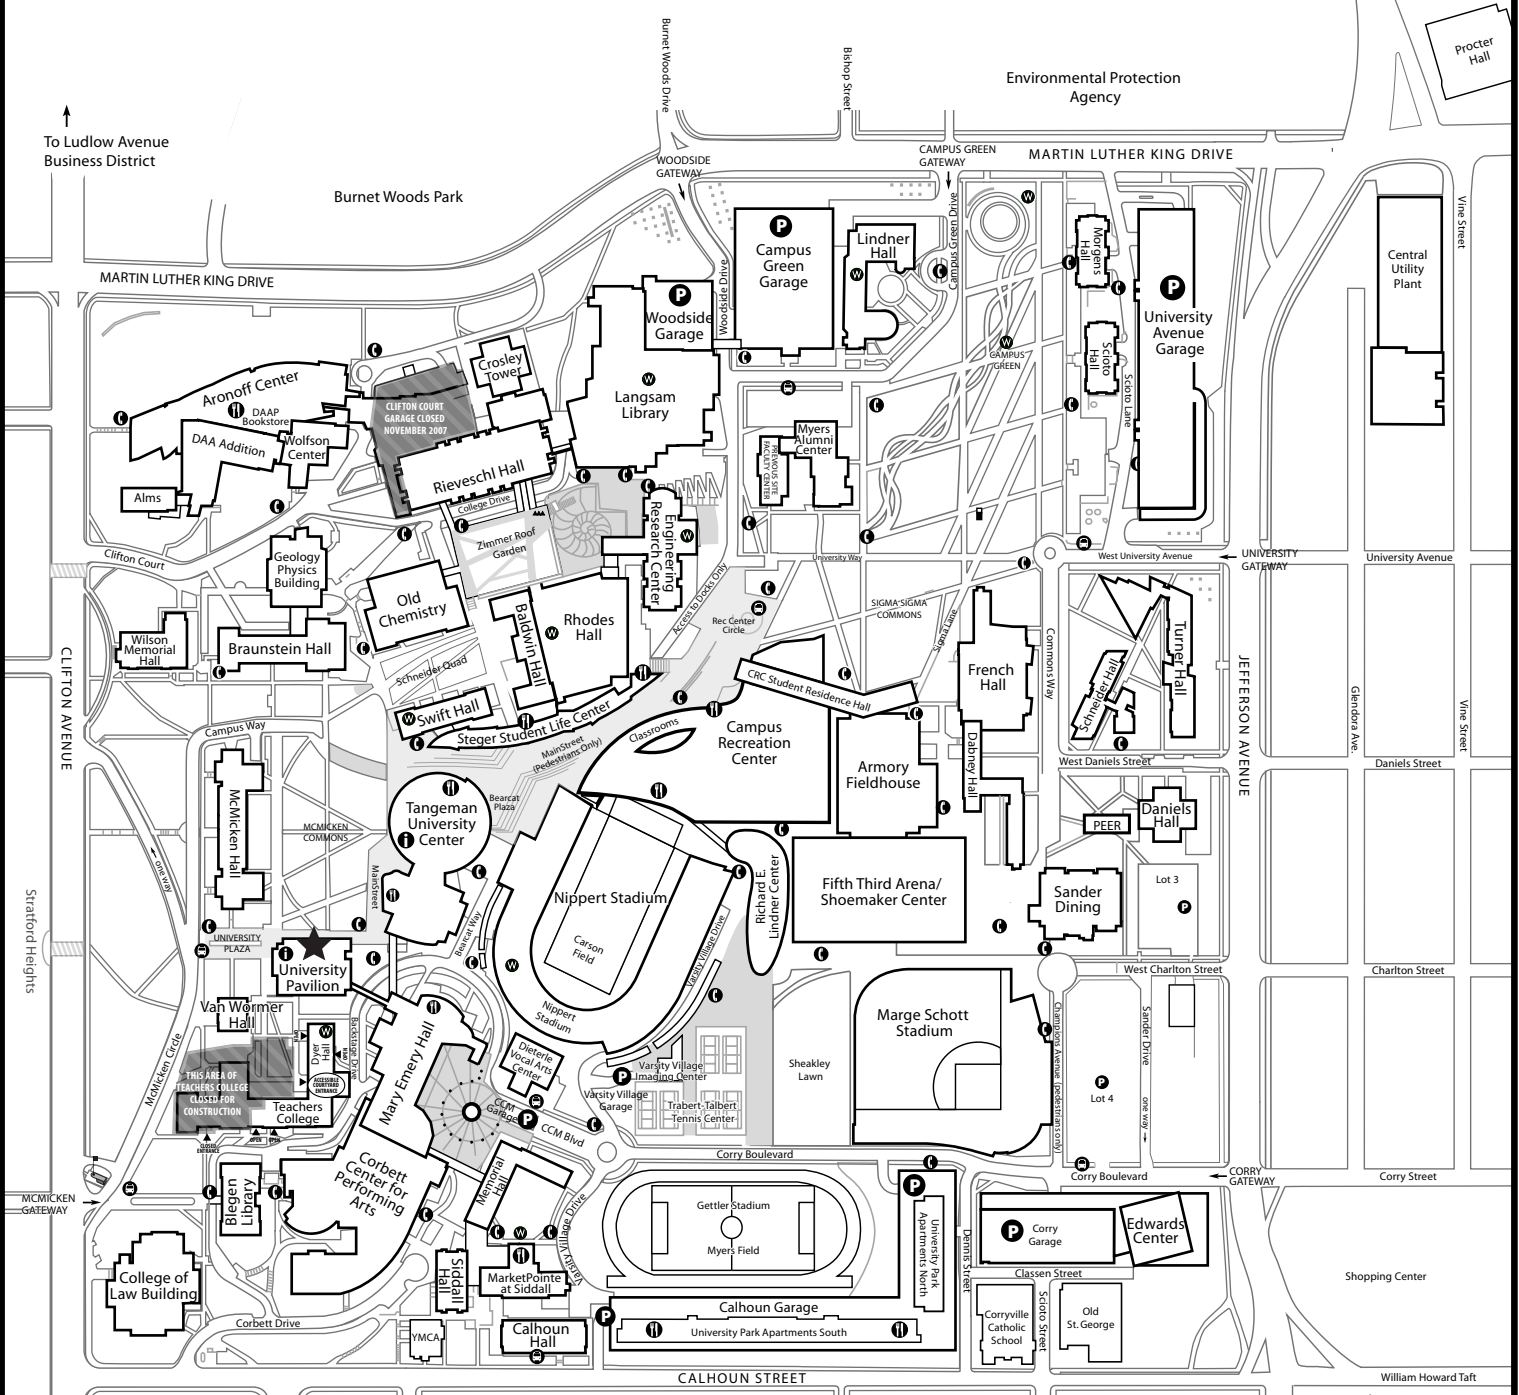 Procter
Hall
Environmental Protection
Agency
Burnet Woods Drive
Bishop Street
To Ludlow Avenue
Business District
Burnet Woods Park
WOODSIDE
GATEWAY
CAMPUS GREEN
GATEWAY
MARTIN LUTHER KING DRIVE
MARTIN LUTHER KING DRIVE
P
Campus
Green
Garage
Lindner
Hall
W
Campus Green Drive
W
Morgens
Hall
P
University
Avenue
Garage
Central
Utility
Plant
Vine Street
P
Woodside
Garage
Woodside Drive
W
CAMPUS
GREEN
Scioto
Hall
Scioto Lane
Crosley
Tower
Aronoff Center
DAAP
Bookstore
DAA Addition
Wolfson
Center
Alms
CLIFTON COURT
GARAGE CLOSED
NOVEMBER 2007
Rieveschl Hall
College Drive
W
Langsam
Library
Myers
Alumni
Center
PREVIOUS SITE
FACULTY CENTER
Zimmer Roof
Garden
Engineering
Research Center
W
Clifton Court
Geology
Physics
Building
Old
Chemistry
Baldwin Hall
W
Rhodes
Hall
Access to Docks Only
University Way
West University Avenue
UNIVERSITY
GATEWAY
University Avenue
Rec Center
Circle
SIGMA SIGMA
COMMONS
Sigma Lane
Wilson
Memorial
Hall
Braunstein Hall
Schneider Quad
CLIFTON AVENUE
W
Swift Hall
Steger Student Life Center
MainStreet
(Pedestrians Only)
CRC Student Residence Hall
Classrooms
Campus
Recreation
Center
French
Hall
Commons Way
Schneider Hall
Turner Hall
JEFFERSON AVENUE
Glendora Ave.
Vine Street
Campus Way
McMicken Hall
MCMICKEN
COMMONS
MainStreet
Tangeman
University
Center
i
Bearcat
Plaza
Armory
Fieldhouse
Dabney Hall
West Daniels Street
Daniels Street
PEER
Daniels
Hall
one way
Stratford Heights
Bearcat Way
Nippert Stadium
Carson
Field
W
Nippert
Stadium
Richard E.
Lindner Center
Fifth Third Arena/
Shoemaker Center
Sander
Dining
Lot 3
P
Varsity Village Drive
UNIVERSITY
PLAZA
i
University
Pavilion
West Charlton Street
Charlton Street
Van Wormer
Hall
McMicken Circle
OPEN
Dyer
Hall
W
OPEN
ACCESSIBLE
COURTYARD
ENTRANCE
Backstage Drive
THIS AREA OF
TEACHERS COLLEGE
CLOSED FOR
CONSTRUCTION
Teachers
College
CLOSED
ENTRANCE
OPEN
OPEN
Mary Emery Hall
Dieterle
Vocal Arts
Center
CCM
Garage
P
CCM Blvd
P
Varsity Village
Imaging Center
Varsity Village
Garage
Trabert-Talbert
Tennis Center
Sheakley
Lawn
Marge Schott
Stadium
Champions Avenue (pedestrians only)
P
Lot 4
Sander Drive
one way
Corry Boulevard
Corry Boulevard
CORRY
GATEWAY
Corry Street
MCMICKEN
GATEWAY
Blegen
Library
Corbett
Center for
Performing
Arts
Memorial
Hall
W
Varsity Village Drive
Gettler Stadium
Myers Field
P
University Park
Apartments North
Dennis Street
P
Corry
Garage
Edwards
Center
Classen Street
College of
Law Building
Corbett Drive
Siddall
Hall
MarketPointe
at Siddall
YMCA
Calhoun
Hall
P
Calhoun Garage
University Park Apartments South
Corryville
Catholic
School
Scioto Street
Old
St. George
Shopping Center
CALHOUN STREET
William Howard Taft